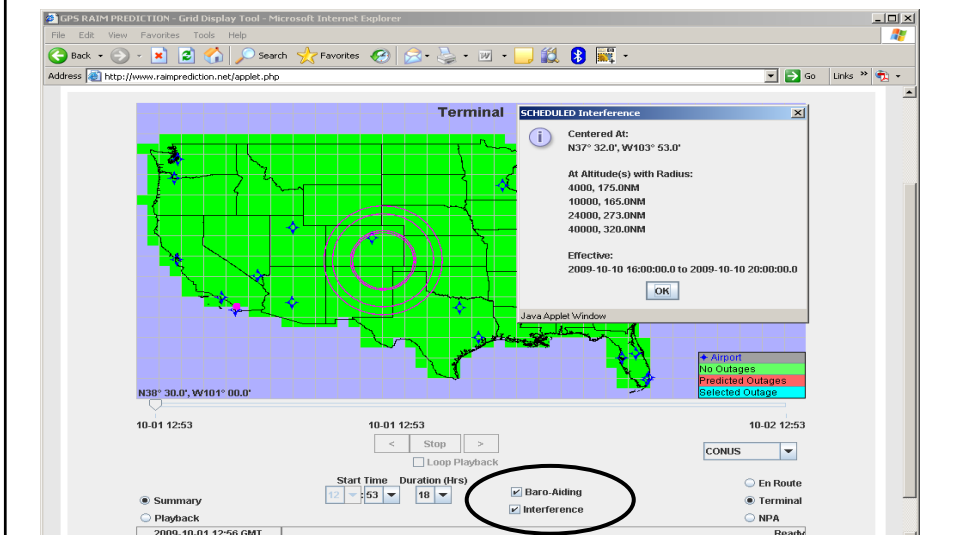 GPS RAIM PREDICTION - Grid Display Tool - Microsoft Internet Explorer
File Edit View Favorites Tools Help
Back Search Favorites
Address http://www.raimprediction.net/applet.php Go Links »
Terminal
SCHEDULED Interference
Centered At:
N37° 32.0', W103° 53.0'
At Altitude(s) with Radius:
4000, 175.0NM
10000, 165.0NM
24000, 273.0NM
40000, 320.0NM
Effective:
2009-10-10 16:00:00.0 to 2009-10-10 20:00:00.0
OK
Java Applet Window
Airport
No Outages
Predicted Outages
Selected Outage
N38° 30.0', W101° 00.0'
10-01 12:53 10-01 12:53 10-02 12:53
< Stop >
Loop Playback
CONUS
Start Time Duration (Hrs)
12 : 53 18
Baro-Aiding
Interference
Summary
Playback
En Route
Terminal
NPA
2009-10-01 12:56 GMT Ready